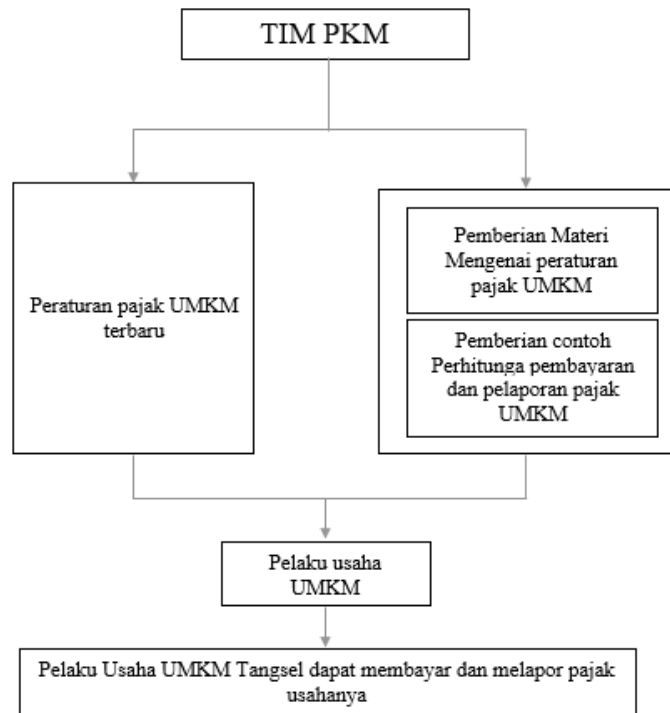 TIM PKM
Peraturan pajak UMKM
terbaru
Pemberian Materi
Mengenai peraturan
pajak UMKM
Pemberian contoh
Perhitunga pembayaran
dan pelaporan pajak
UMKM
Pelaku usaha
UMKM
Pelaku Usaha UMKM Tangsel dapat membayar dan melapor pajak
usahanya